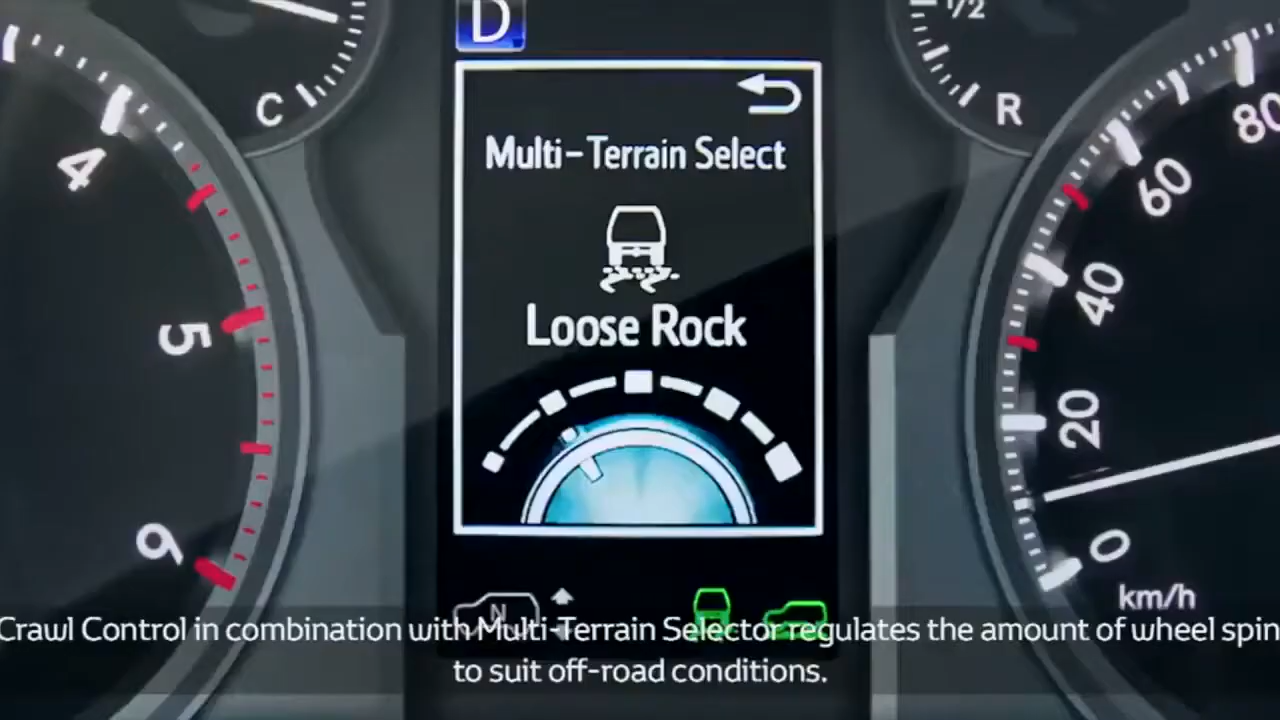 D
1/2
C
R
80
4
Multi-Terrain Select
60
Loose Rock
40
5
20
6
0
N
km/h
Crawl Control in combination with Multi-Terrain Selector regulates the amount of wheel spin
to suit off-road conditions.